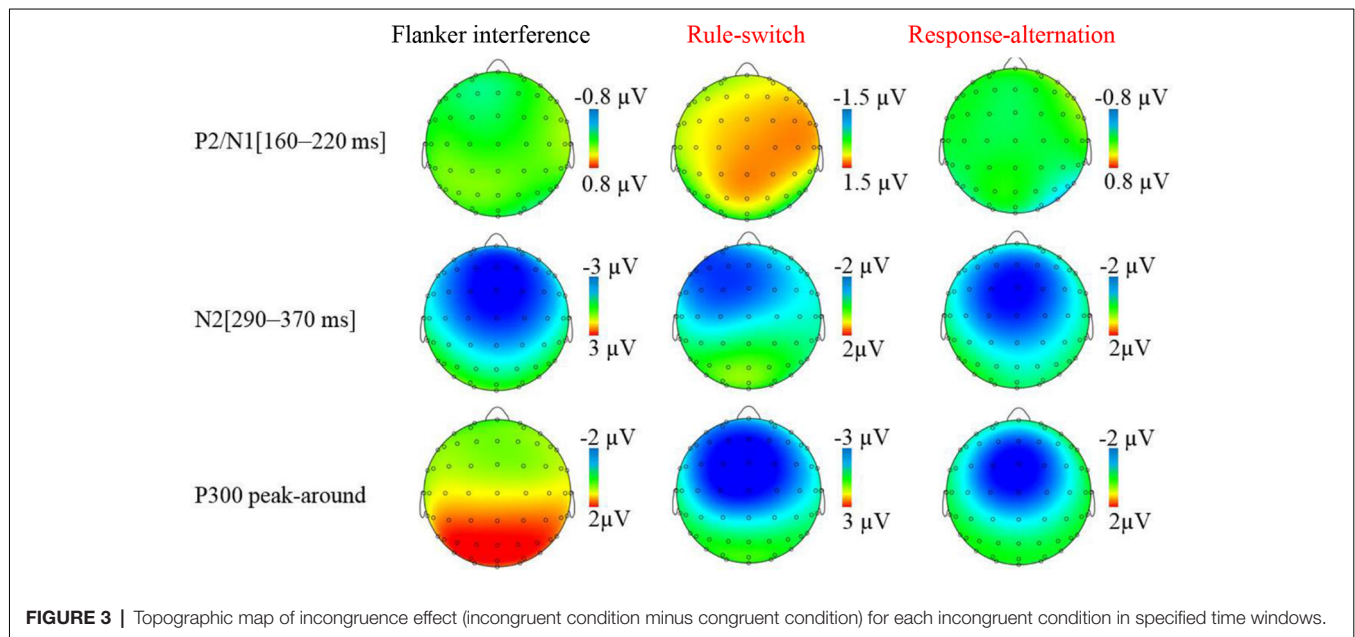 Flanker interference Rule-switch Response-alternation
-0.8 µV -1.5 µV -0.8 µV
P2/N1[160–220 ms]
0.8 µV 1.5 µV 0.8 µV
-3 µV -2 µV -2 µV
N2[290–370 ms]
3 µV 2µV 2µV
-2 µV -3 µV -2 µV
P300 peak-around
2µV 3 µV 2µV
FIGURE 3 | Topographic map of incongruence effect (incongruent condition minus congruent condition) for each incongruent condition in specified time windows.